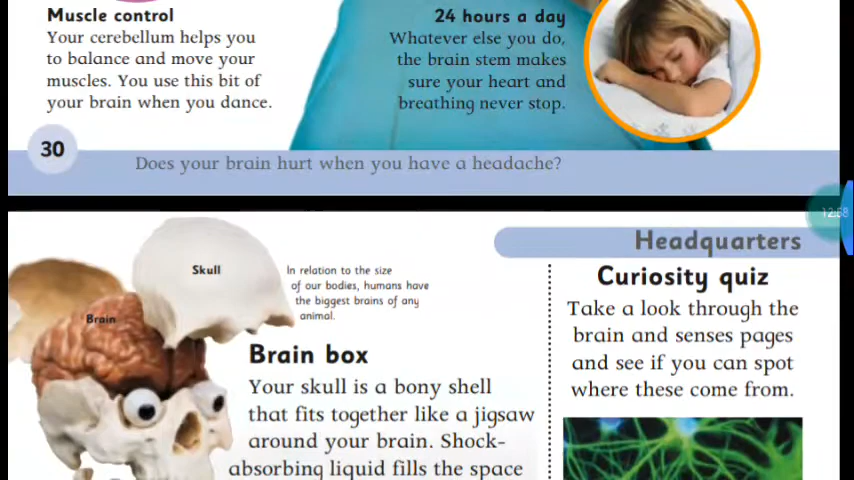 Muscle control
Your cerebellum helps you
to balance and move your
muscles. You use this bit of
your brain when you dance.
24 hours a day
Whatever else you do,
the brain stem makes
sure your heart and
breathing never stop.
30
Does your brain hurt when you have a headache?
12:58
Headquarters
Skull
Brain
In relation to the size
of our bodies, humans have
the biggest brains of any
animal.
Brain box
Your skull is a bony shell
that fits together like a jigsaw
around your brain. Shock-
absorbing liquid fills the space
Curiosity quiz
Take a look through the
brain and senses pages
and see if you can spot
where these come from.